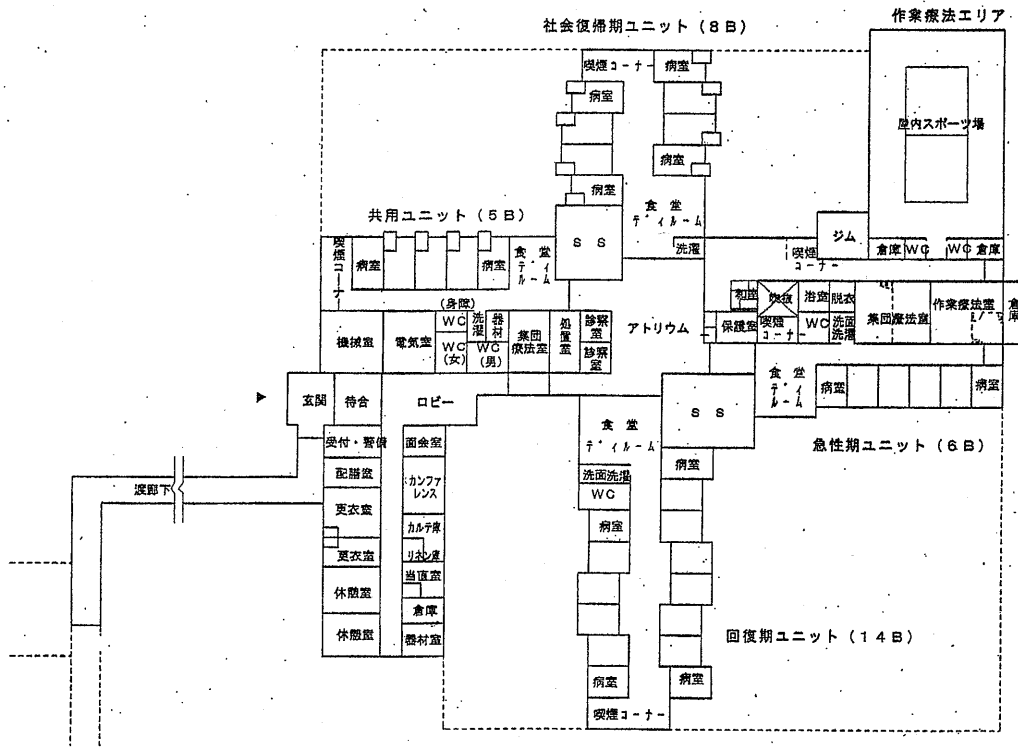 作業療法エリア
社会復帰期ユニット(8B)
喫煙コーナー
病室
病室
屋内スポーツ場
病室
病室
共用ユニット(5B)
食堂
デイルーム
SS
ジム
喫煙コーナー
病室
病室
食堂
デイルーム
洗濯
喫煙
コーナー
倉庫
WC
WC
倉庫
(身障)
和室
浴室
脱衣
集団療法室
作業療法室
倉庫
機械室
電気室
WC
洗濯
器材
WC
(女)
WC
(男)
集団
療法室
処置室
診察室
診察室
アトリウム
保護室
喫煙
コーナー
WC
洗面
洗濯
玄関
待合
ロビー
SS
食堂
デイルーム
病室
病室
食堂
デイルーム
受付・警備
面会室
急性期ユニット(6B)
配膳室
カンファ
レンス
洗面洗濯
病室
渡廊下
WC
更衣室
カルテ庫
病室
更衣室
リネン庫
休憩室
当直室
倉庫
休憩室
器材室
回復期ユニット(14B)
病室
病室
喫煙コーナー